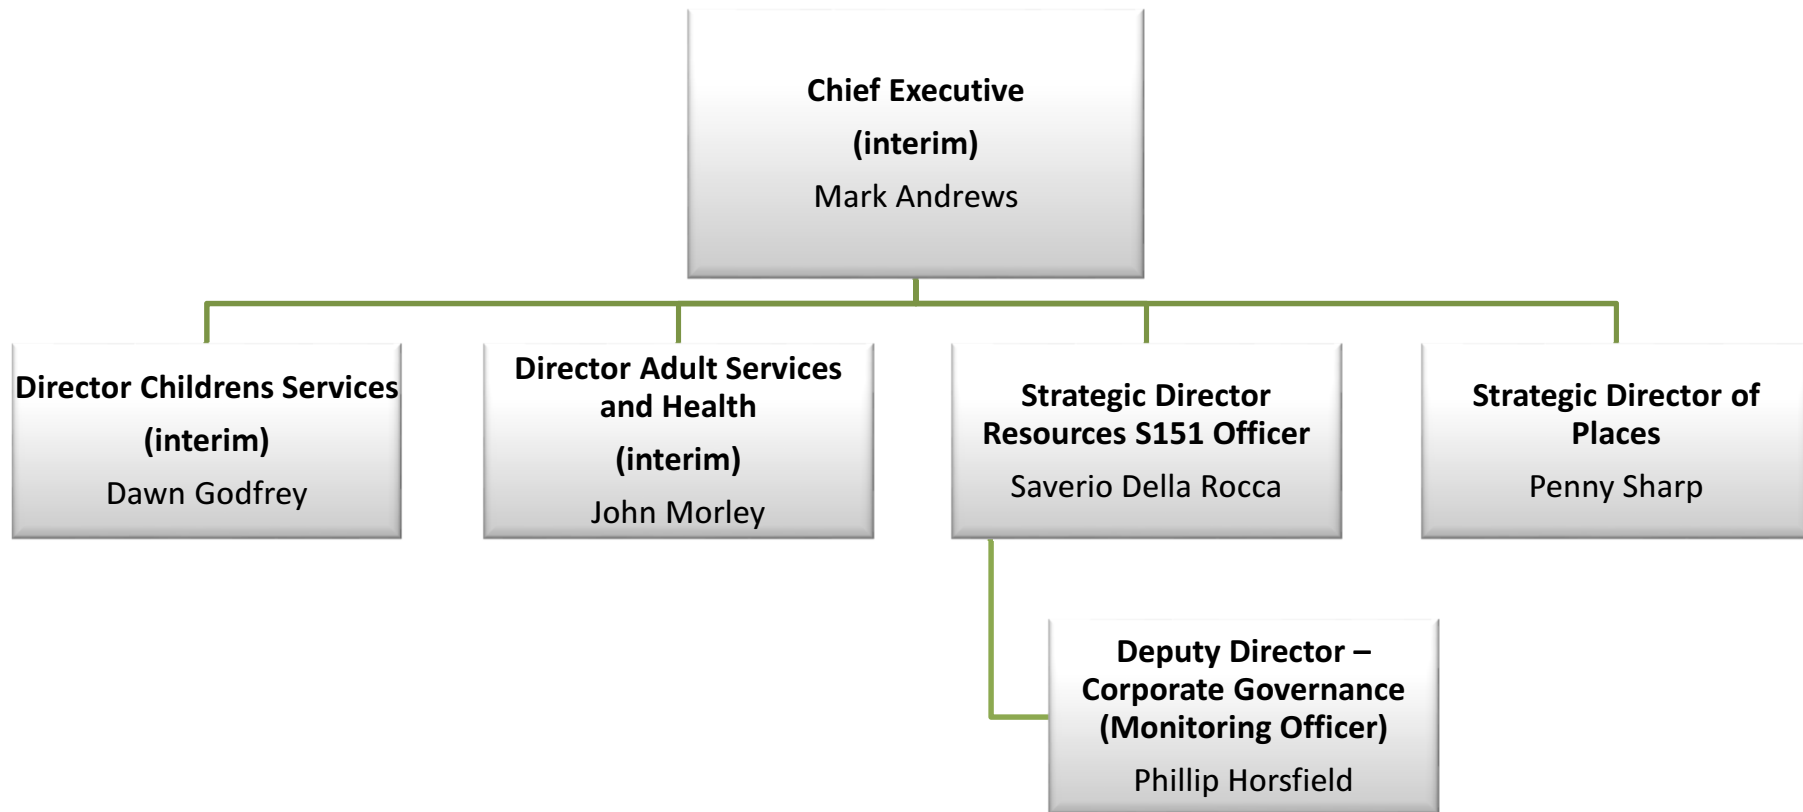 Chief Executive
(interim)
Mark Andrews
Director Childrens Services
(interim)
Dawn Godfrey
Director Adult Services
and Health
(interim)
John Morley
Strategic Director
Resources S151 Officer
Saverio Della Rocca
Strategic Director of
Places
Penny Sharp
Deputy Director –
Corporate Governance
(Monitoring Officer)
Phillip Horsfield